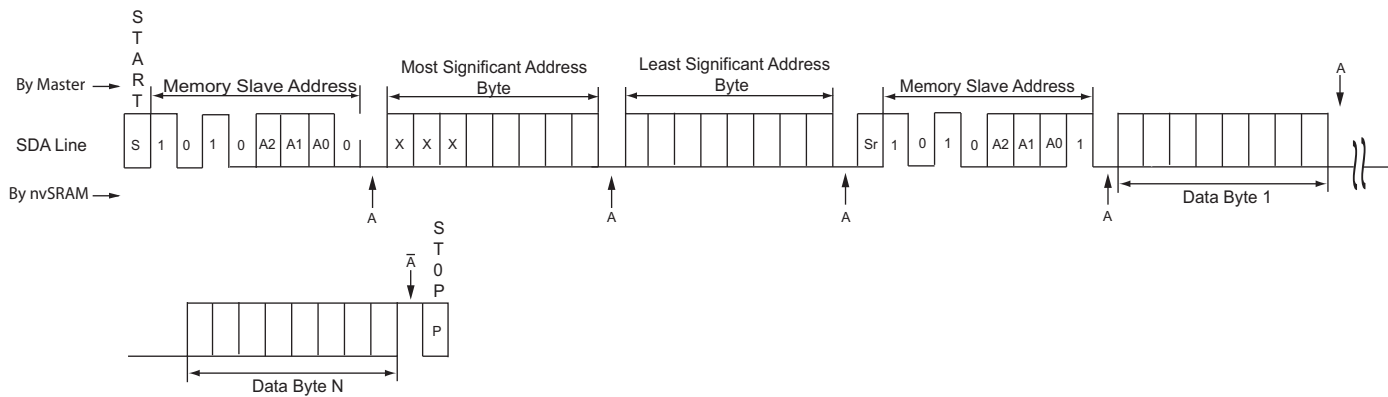 START
By Master
Memory Slave Address
Most Significant Address
Byte
Least Significant Address
Byte
Memory Slave Address
A
SDA Line
S 1 0 1 0 A2 A1 A0 0 X X X Sr 1 0 1 0 A2 A1 A0 1
By nvSRAM
A A A A
Data Byte 1
A̅
ST0P
P
Data Byte N